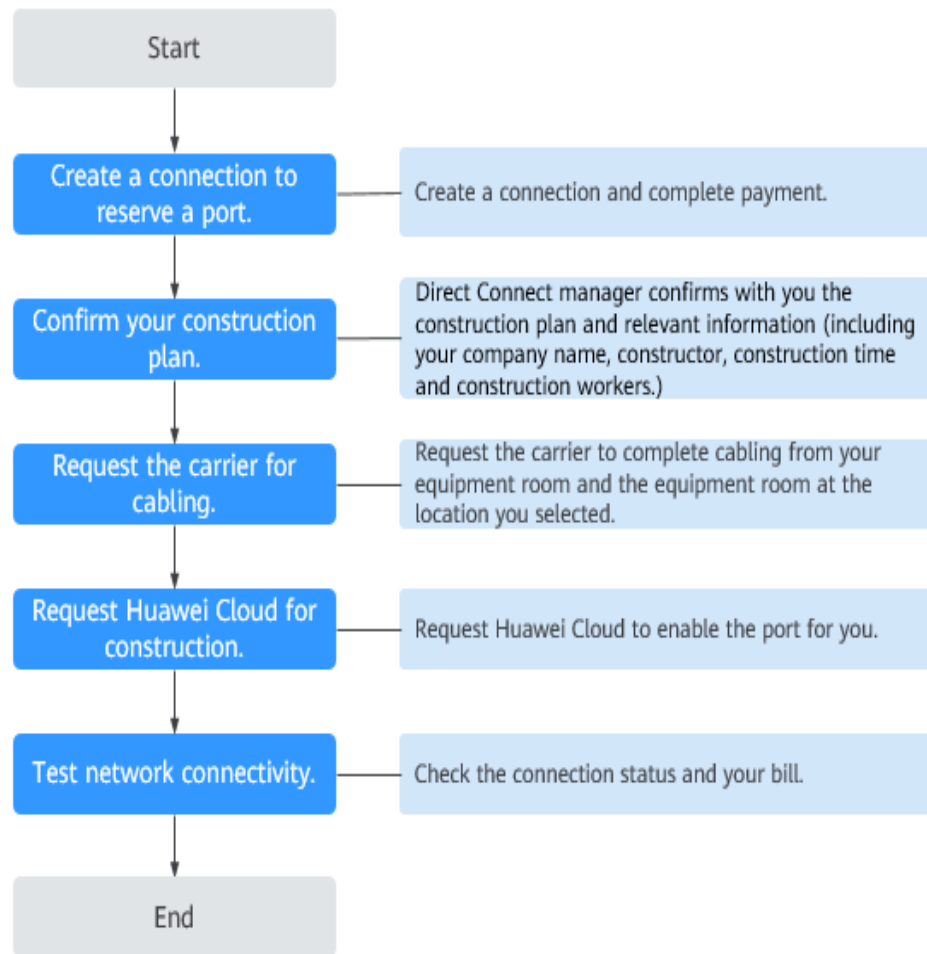 Start
Create a connection to
reserve a port.
Create a connection and complete payment.
Confirm your construction
plan.
Direct Connect manager confirms with you the
construction plan and relevant information (including
your company name, constructor, construction time
and construction workers.)
Request the carrier for
cabling.
Request the carrier to complete cabling from your
equipment room and the equipment room at the
location you selected.
Request Huawei Cloud for
construction.
Request Huawei Cloud to enable the port for you.
Test network connectivity.
Check the connection status and your bill.
End